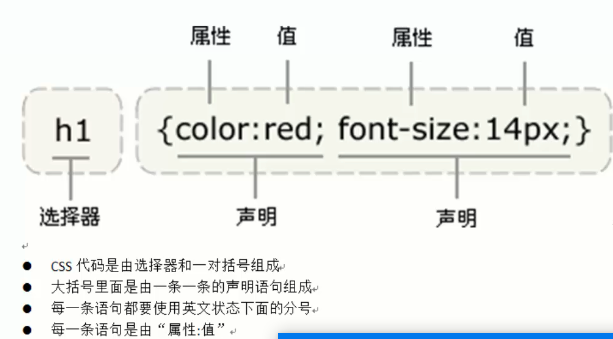 属性 值 属性 值
h1 {color:red; font-size:14px;}
选择器 声明 声明
● CSS 代码是由选择器和一对括号组成
● 大括号里面是由一条一条的声明语句组成
● 每一条语句都要使用英文状态下面的分号
● 每一条语句是由“属性:值”